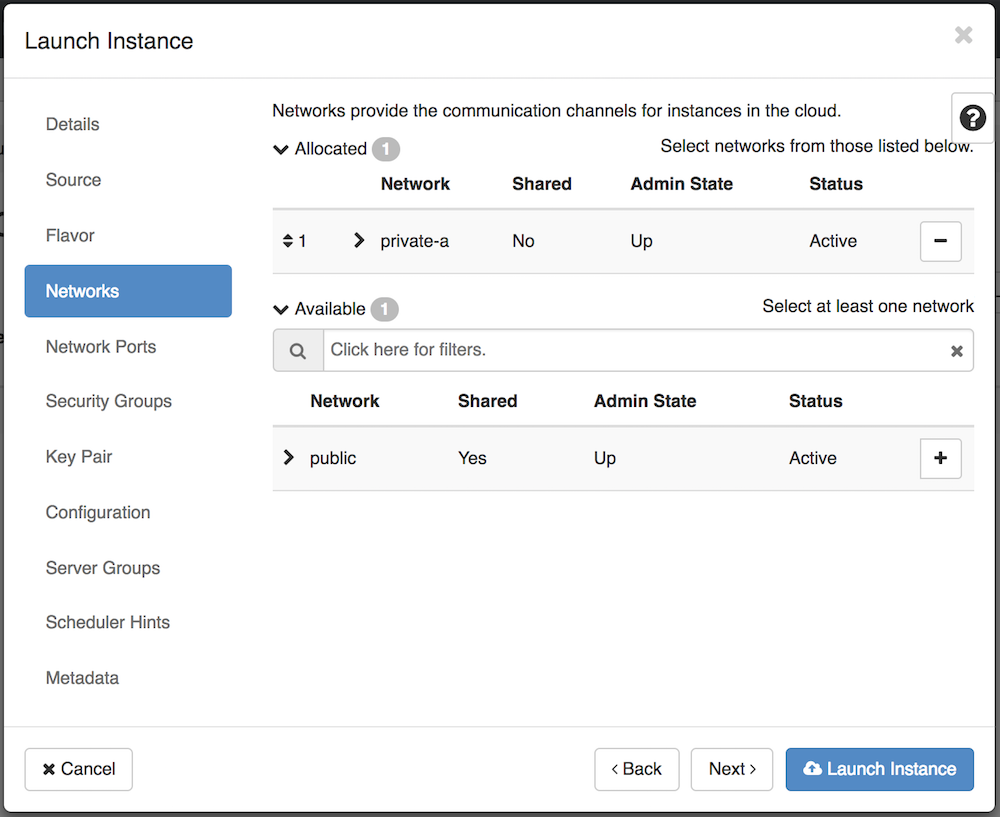 Launch Instance
Details
Source
Flavor
Networks
Network Ports
Security Groups
Key Pair
Configuration
Server Groups
Scheduler Hints
Metadata
Networks provide the communication channels for instances in the cloud.
Allocated 1
Select networks from those listed below.
Network Shared Admin State Status
1 private-a No Up Active
Available 1
Select at least one network
Click here for filters.
Network Shared Admin State Status
public Yes Up Active
Cancel
Back
Next
Launch Instance